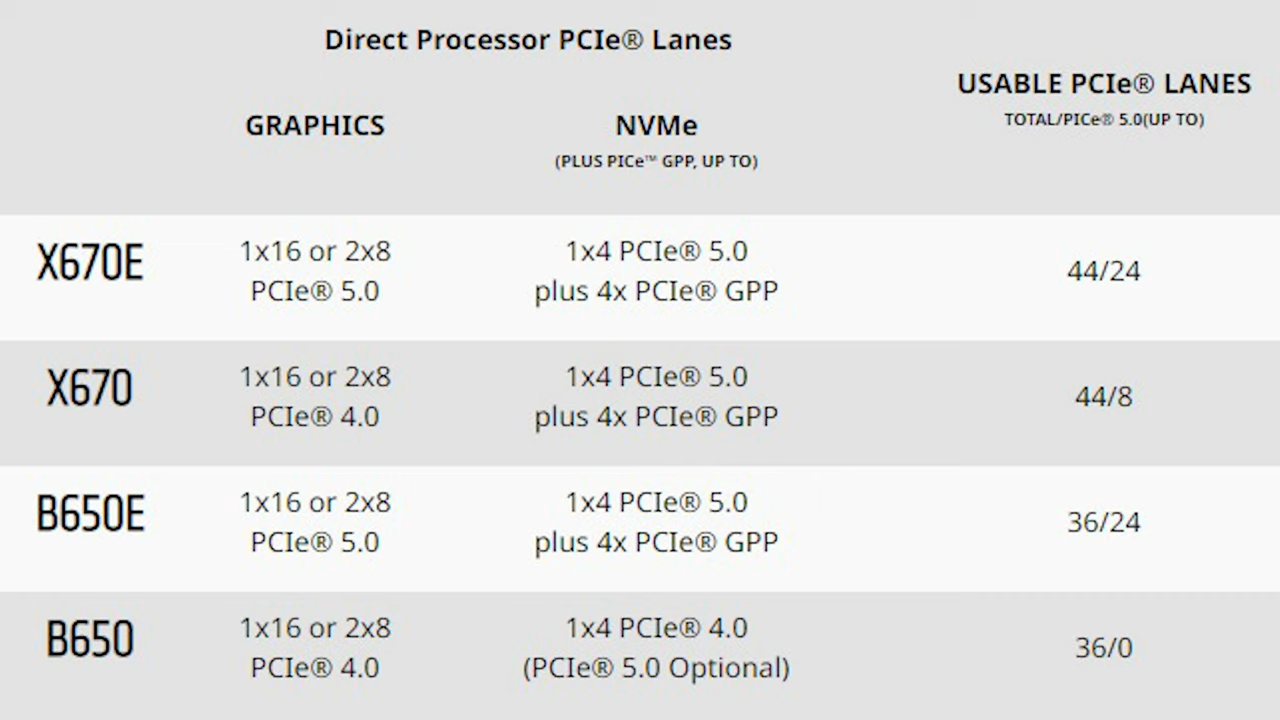 Direct Processor PCIe® Lanes
USABLE PCIe® LANES
TOTAL/PICe® 5.0(UP TO)
GRAPHICS
NVMe
(PLUS PICe™ GPP, UP TO)
X670E
1x16 or 2x8
PCIe® 5.0
1x4 PCIe® 5.0
plus 4x PCIe® GPP
44/24
X670
1x16 or 2x8
PCIe® 4.0
1x4 PCIe® 5.0
plus 4x PCIe® GPP
44/8
B650E
1x16 or 2x8
PCIe® 5.0
1x4 PCIe® 5.0
plus 4x PCIe® GPP
36/24
B650
1x16 or 2x8
PCIe® 4.0
1x4 PCIe® 4.0
(PCIe® 5.0 Optional)
36/0